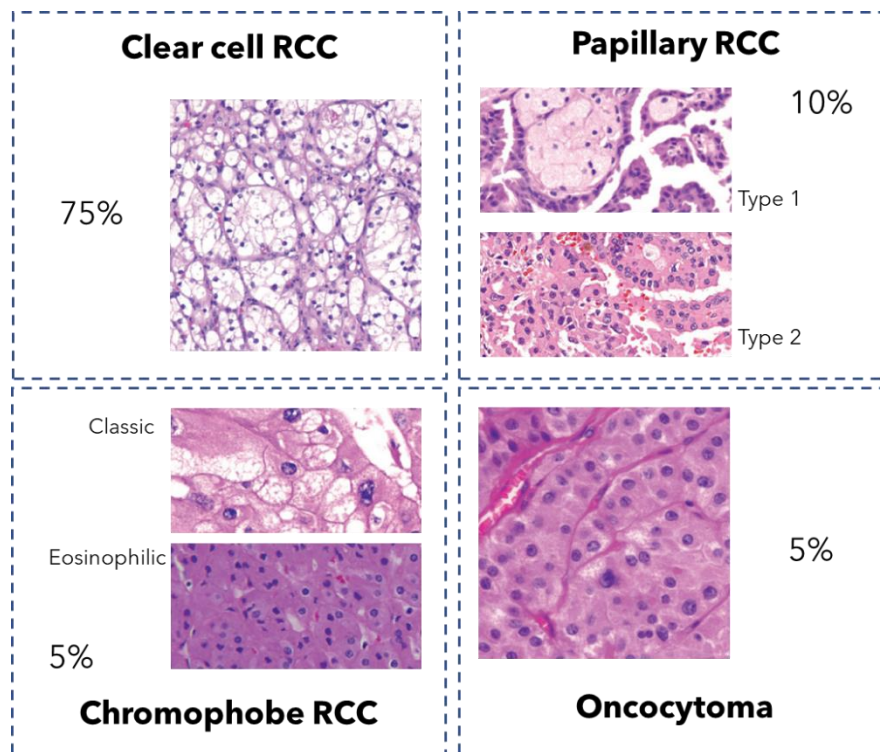 Clear cell RCC
75%
Papillary RCC
10%
Type 1
Type 2
Classic
Eosinophilic
5%
Chromophobe RCC
5%
Oncocytoma